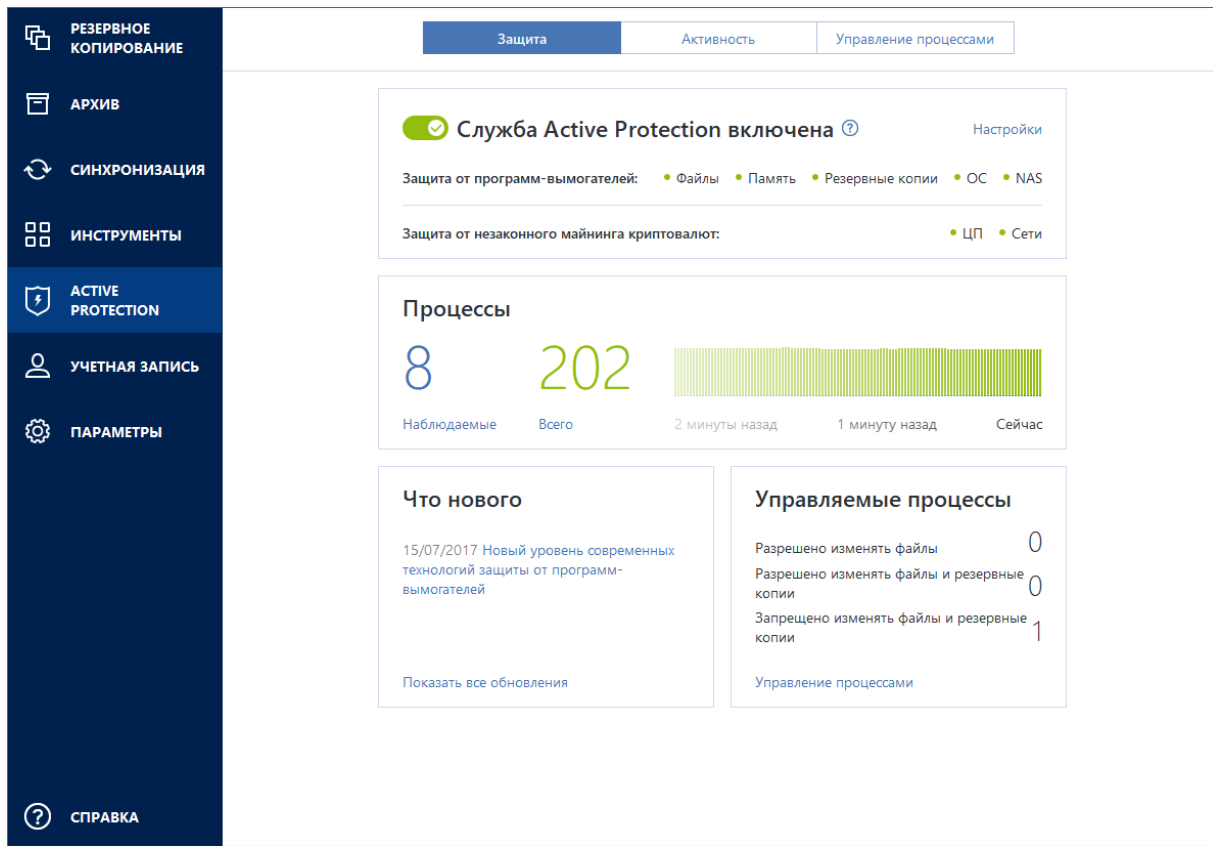 РЕЗЕРВНОЕ
КОПИРОВАНИЕ
АРХИВ
СИНХРОНИЗАЦИЯ
ИНСТРУМЕНТЫ
ACTIVE
PROTECTION
УЧЕТНАЯ ЗАПИСЬ
ПАРАМЕТРЫ
СПРАВКА
Защита Активность Управление процессами
Служба Active Protection включена ? Настройки
Защита от программ-вымогателей: • Файлы • Память • Резервные копии • ОС • NAS
Защита от незаконного майнинга криптовалют: • ЦП • Сети
Процессы
8 202
Наблюдаемые Всего 2 минуты назад 1 минуту назад Сейчас
Что нового
15/07/2017 Новый уровень современных
технологий защиты от программ-
вымогателей
Показать все обновления
Управляемые процессы
Разрешено изменять файлы 0
Разрешено изменять файлы и резервные
копии 0
Запрещено изменять файлы и резервные
копии 1
Управление процессами